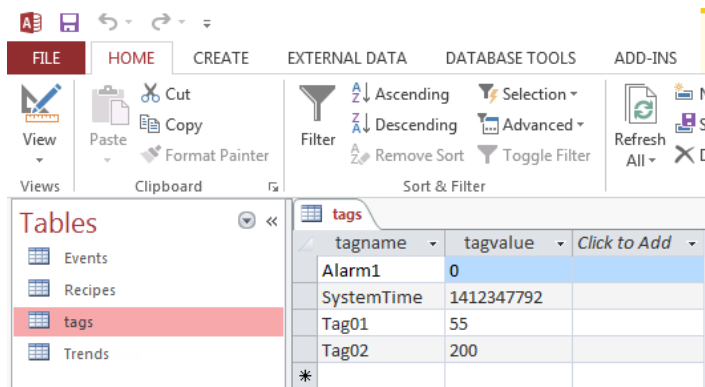 FILE HOME CREATE EXTERNAL DATA DATABASE TOOLS ADD-INS
View
Views
Paste
Cut
Copy
Format Painter
Clipboard
Filter
Ascending
Descending
Remove Sort
Selection
Advanced
Toggle Filter
Sort & Filter
Refresh
All
Tables
Events
Recipes
tags
Trends
tags
tagname tagvalue Click to Add
Alarm1 0
SystemTime 1412347792
Tag01 55
Tag02 200